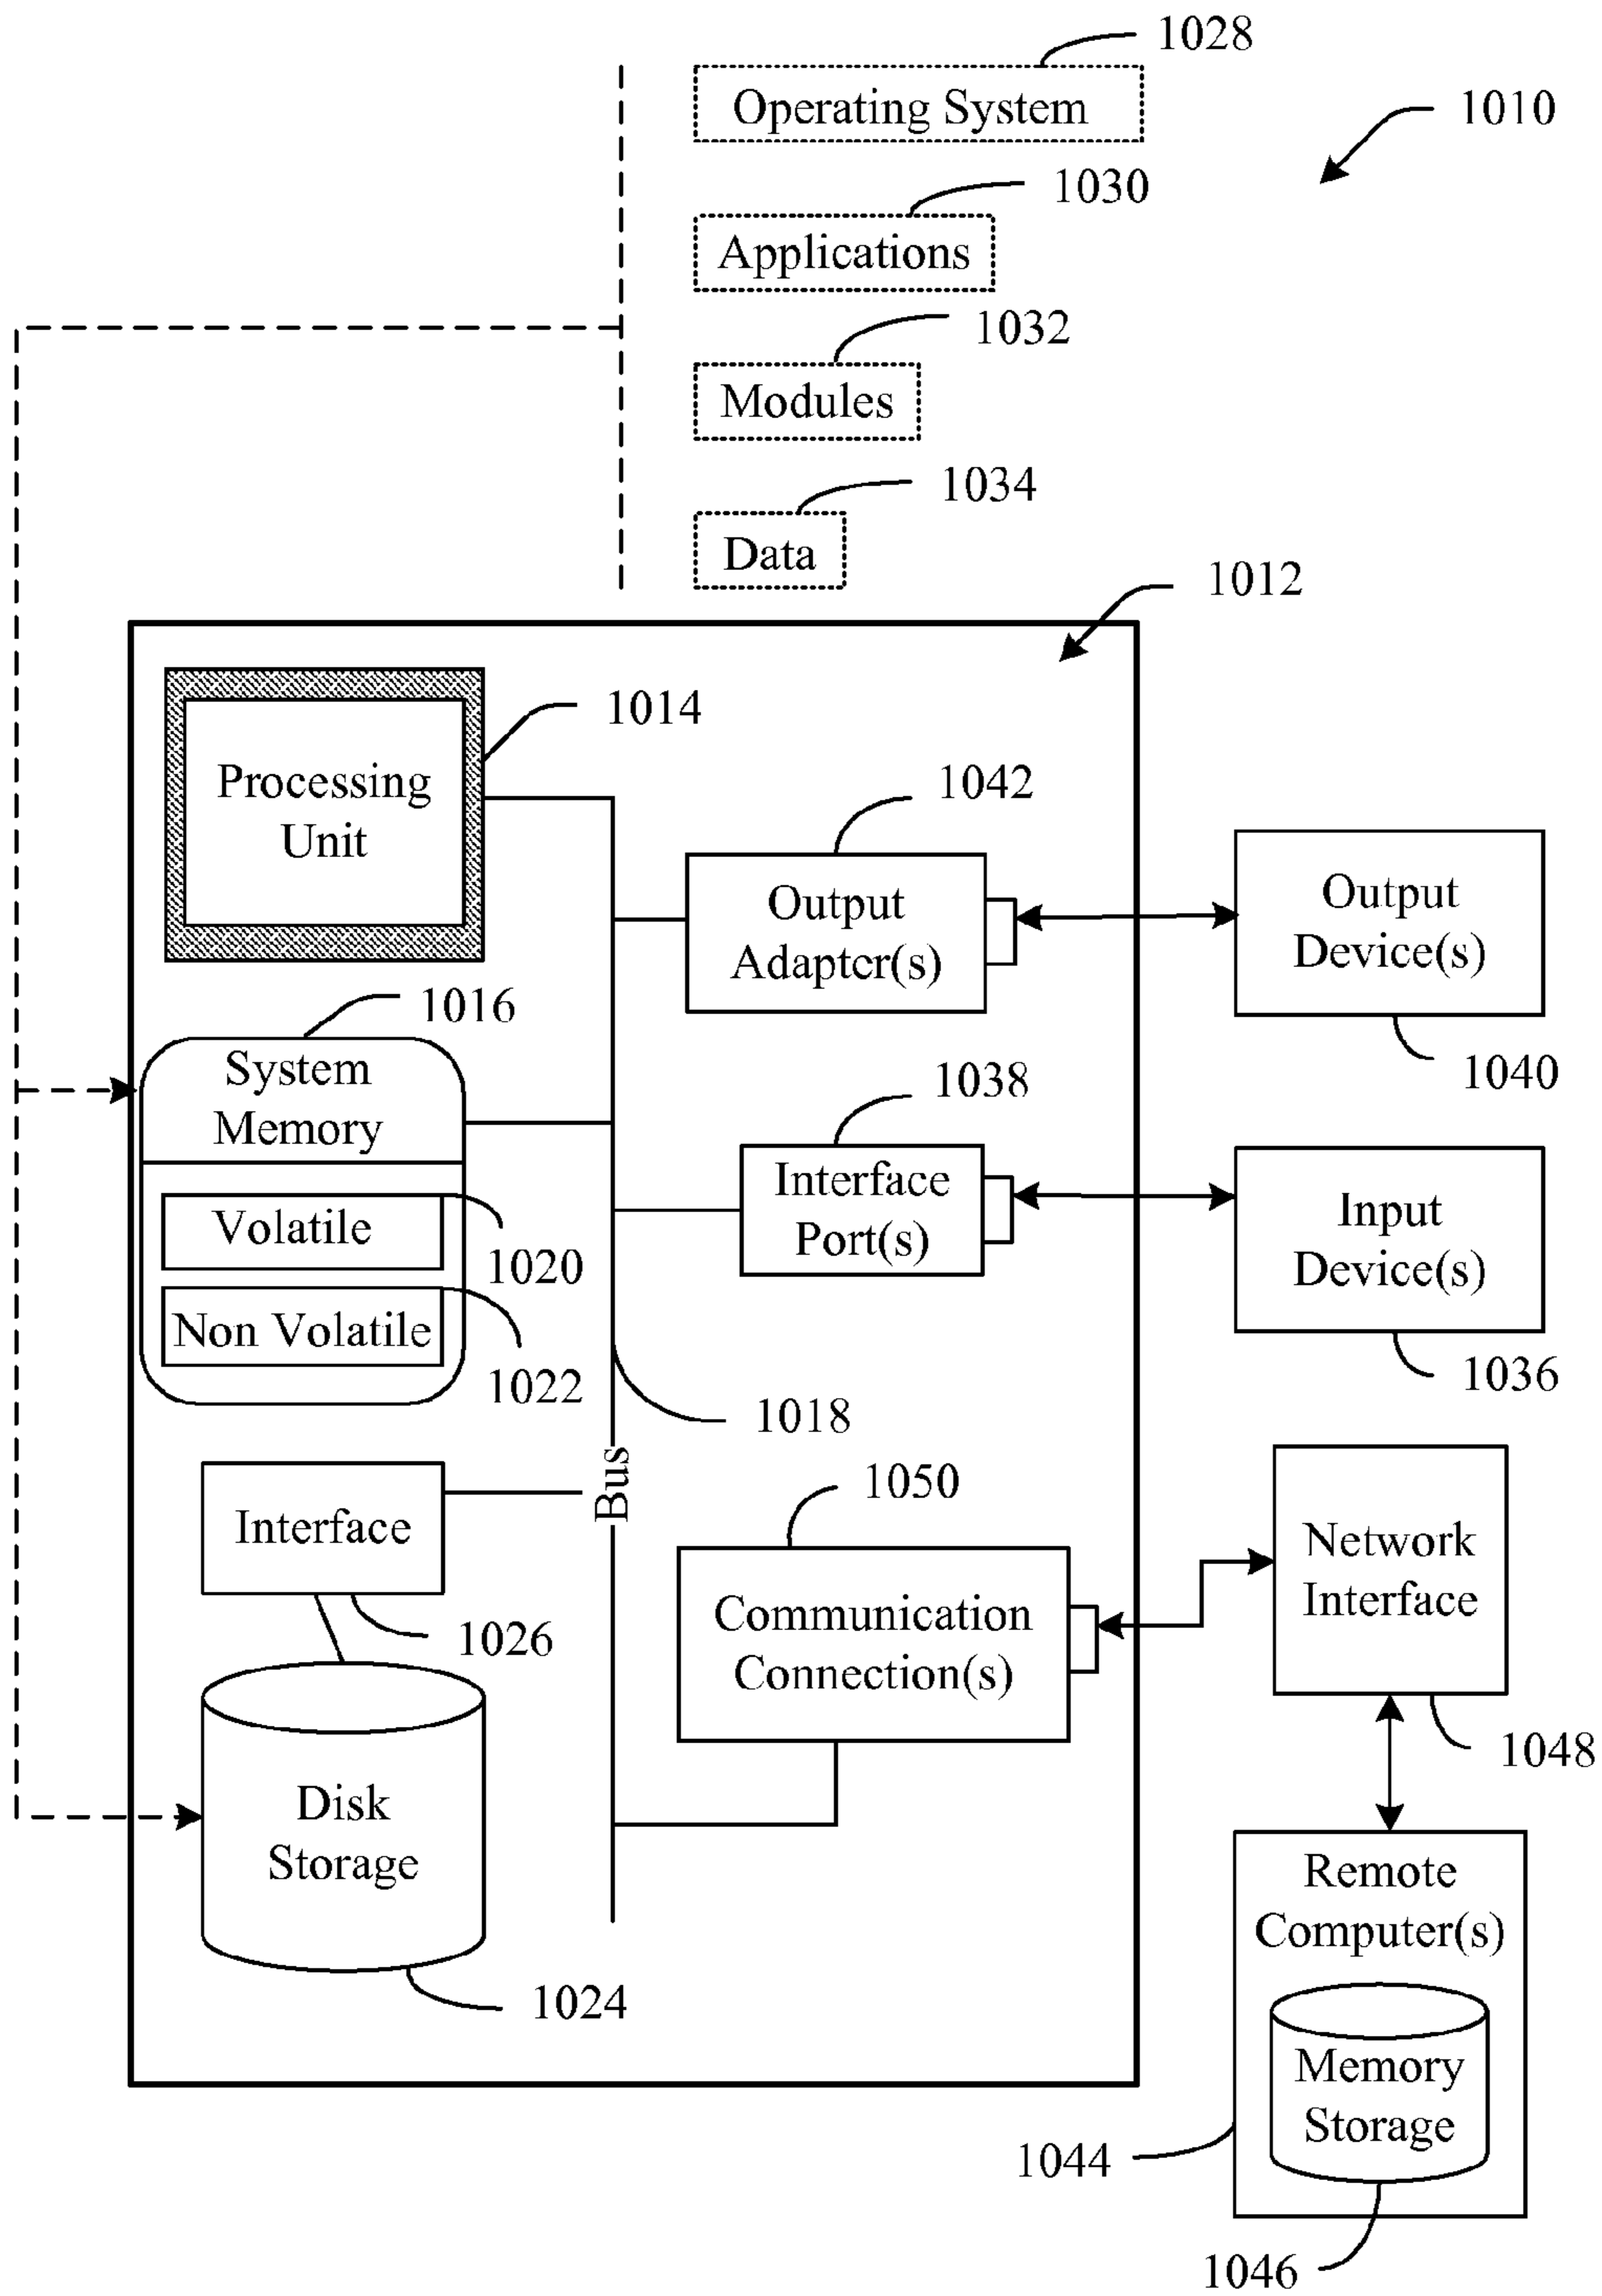 1028
Operating System
1010
1030
Applications
1032
Modules
1034
Data
1012
1014
Processing
Unit
1042
Output
Adapter(s)
Output
Device(s)
1040
1016
System
Memory
1038
Interface
Port(s)
Input
Device(s)
1036
Volatile
1020
Non Volatile
1022
1018
Bus
1050
Interface
1026
Communication
Connection(s)
Network
Interface
1048
Disk
Storage
1024
Remote
Computer(s)
Memory
Storage
1044
1046